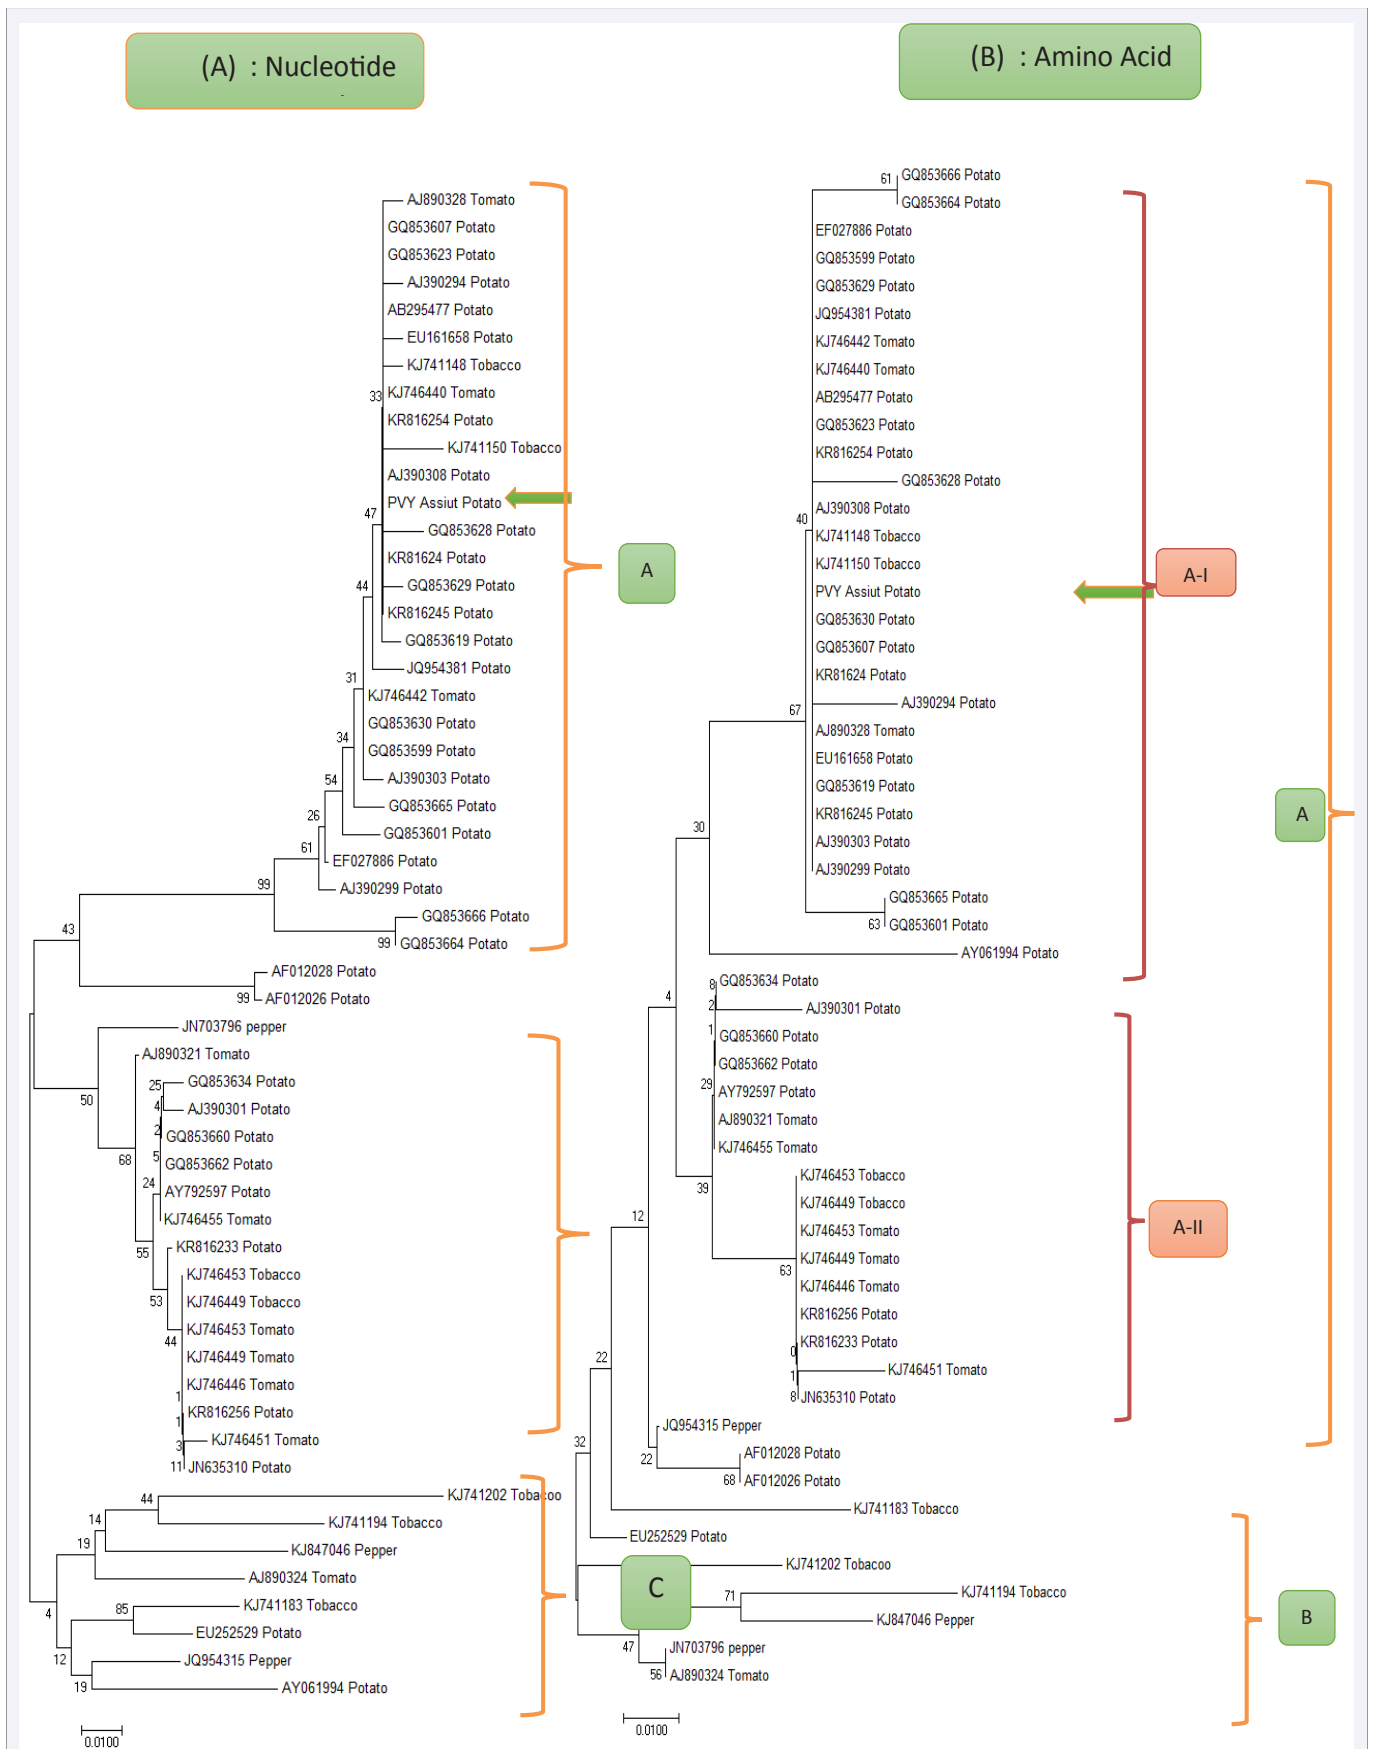 (A) : Nucleotide
AJ890328 Tomato
GQ853607 Potato
GQ853623 Potato
AJ390294 Potato
AB295477 Potato
EU161658 Potato
KJ741148 Tobacco
KJ746440 Tomato
33
KR816254 Potato
KJ741150 Tobacco
AJ390308 Potato
PVY Assiut Potato
47
GQ853628 Potato
KR81624 Potato
44
GQ853629 Potato
KR816245 Potato
GQ853619 Potato
JQ954381 Potato
31
KJ746442 Tomato
GQ853630 Potato
34
GQ853599 Potato
54
AJ390303 Potato
GQ853665 Potato
26
GQ853601 Potato
61
EF027886 Potato
99
AJ390299 Potato
GQ853666 Potato
43
99
GQ853664 Potato
AF012028 Potato
99
AF012026 Potato
JN703796 pepper
AJ890321 Tomato
25
GQ853634 Potato
50
4
AJ390301 Potato
2
GQ853660 Potato
68
5
GQ853662 Potato
24
AY792597 Potato
KJ746455 Tomato
55
KR816233 Potato
KJ746453 Tobacco
53
KJ746449 Tobacco
KJ746453 Tomato
44
KJ746449 Tomato
KJ746446 Tomato
1
KR816256 Potato
1
KJ746451 Tomato
3
11
JN635310 Potato
44
KJ741202 Tobacoo
14
KJ741194 Tobacco
19
KJ847046 Pepper
AJ890324 Tomato
4
85
KJ741183 Tobacco
EU252529 Potato
12
JQ954315 Pepper
19
AY061994 Potato
0.0100
A
C
(B) : Amino Acid
61
GQ853666 Potato
GQ853664 Potato
EF027886 Potato
GQ853599 Potato
GQ853629 Potato
JQ954381 Potato
KJ746442 Tomato
KJ746440 Tomato
AB295477 Potato
GQ853623 Potato
KR816254 Potato
GQ853628 Potato
40
AJ390308 Potato
KJ741148 Tobacco
KJ741150 Tobacco
PVY Assiut Potato
GQ853630 Potato
GQ853607 Potato
KR81624 Potato
67
AJ390294 Potato
AJ890328 Tomato
EU161658 Potato
GQ853619 Potato
30
KR816245 Potato
AJ390303 Potato
AJ390299 Potato
GQ853665 Potato
63
GQ853601 Potato
AY061994 Potato
8
GQ853634 Potato
4
2
AJ390301 Potato
1
GQ853660 Potato
GQ853662 Potato
29
AY792597 Potato
AJ890321 Tomato
KJ746455 Tomato
39
KJ746453 Tobacco
KJ746449 Tobacco
12
KJ746453 Tomato
KJ746449 Tomato
63
KJ746446 Tomato
KR816256 Potato
KR816233 Potato
0
22
1
KJ746451 Tomato
8
JN635310 Potato
JQ954315 Pepper
32
22
AF012028 Potato
68
AF012026 Potato
KJ741183 Tobacco
EU252529 Potato
KJ741202 Tobacoo
71
KJ741194 Tobacco
KJ847046 Pepper
47
JN703796 pepper
56
AJ890324 Tomato
0.0100
A-I
A
A-II
B